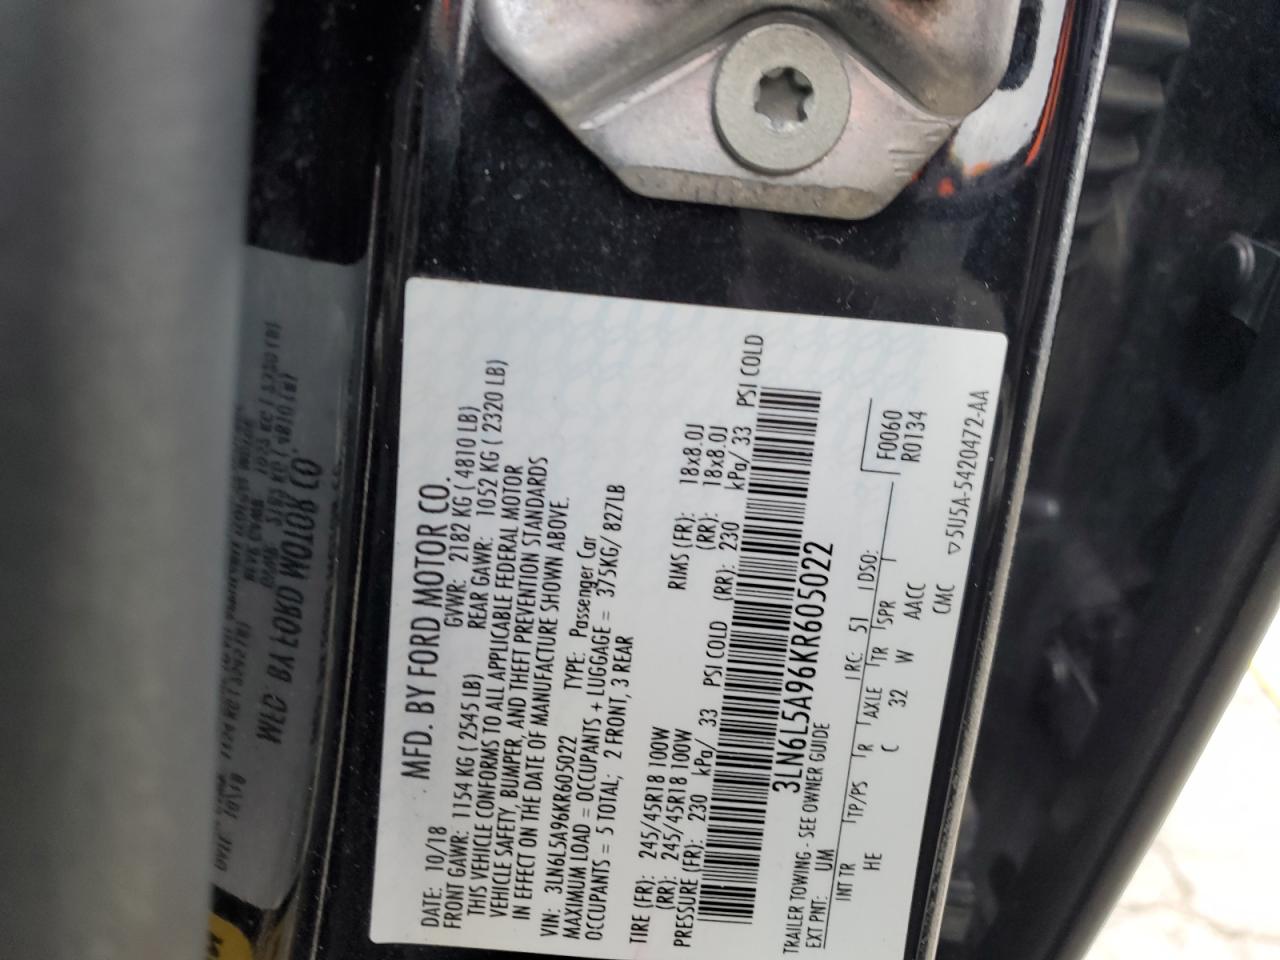 MFD. BY FORD MOTOR CO.
DATE: 10/18 GVWR: 2182 KG ( 4810 LB)
FRONT GAWR: 1154 KG ( 2545 LB) REAR GAWR: 1052 KG ( 2320 LB)
THIS VEHICLE CONFORMS TO ALL APPLICABLE FEDERAL MOTOR
VEHICLE SAFETY, BUMPER, AND THEFT PREVENTION STANDARDS
IN EFFECT ON THE DATE OF MANUFACTURE SHOWN ABOVE.
VIN: 3LN6L5A96KR605022 TYPE: Passenger Car
MAXIMUM LOAD = OCCUPANTS + LUGGAGE = 375KG/ 827LB
OCCUPANTS = 5 TOTAL; 2 FRONT, 3 REAR
TIRE (FR): 245/45R18 100W RIMS (FR): 18x8.0J
(RR): 245/45R18 100W (RR): 18x8.0J
PRESSURE (FR): 230 kPa/ 33 PSI COLD (RR): 230 kPa/ 33 PSI COLD
3LN6L5A96KR605022
TRAILER TOWING - SEE OWNER GUIDE
EXT PNT: UM RC: 51 DSO:
INT TR TP/PS R AXLE TR SPR F0060
HE C 32 W AACC R0134
CMC
▽5U5A-5420472-AA